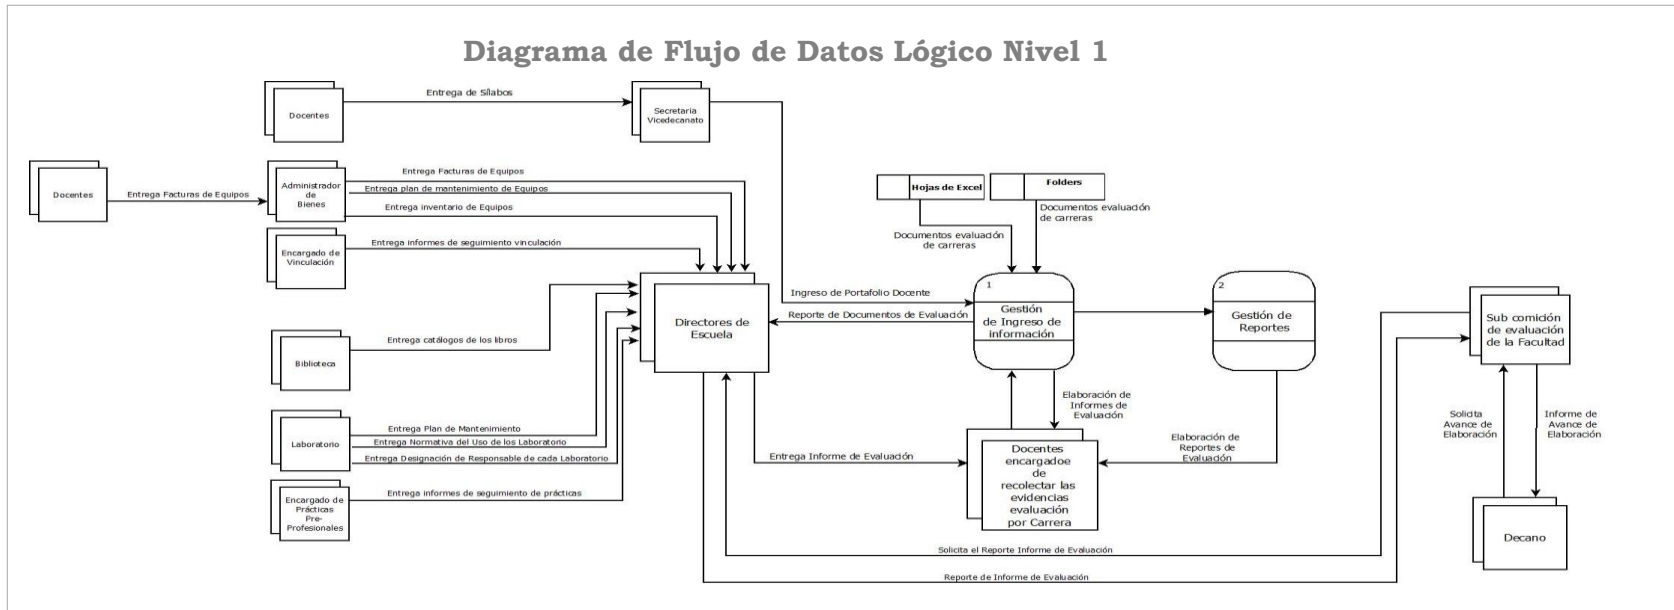 Diagrama de Flujo de Datos Lógico Nivel 1
Entrega de Sílabos
Docentes
Secretaria
Vicedecanato
Docentes
Entrega Facturas de Equipos
Administrador
de
Bienes
Entrega Facturas de Equipos
Entrega plan de mantenimiento de Equipos
Entrega inventario de Equipos
Encargado de
Vinculación
Entrega informes de seguimiento vinculación
Hojas de Excel
Folders
Documentos evaluación
de carreras
Documentos evaluación
de carreras
Ingreso de Portafolio Docente
Reporte de Documentos de Evaluación
Directores de
Escuela
1
Gestión
de Ingreso de
información
2
Gestión de
Reportes
Sub comición
de evaluación
de la Facultad
Biblioteca
Entrega catálogos de los libros
Laboratorio
Entrega Plan de Mantenimiento
Entrega Normativa del Uso de los Laboratorio
Entrega Designación de Responsable de cada Laboratorio
Encargado de
Prácticas
Pre-
Profesionales
Entrega informes de seguimiento de prácticas
Entrega Informe de Evaluación
Elaboración de
Informes de
Evaluación
Docentes
encargadoe
de
recolectar las
evidencias
evaluación
por Carrera
Elaboración de
Reportes de
Evaluación
Solicita
Avance de
Elaboración
Informe de
Avance de
Elaboración
Decano
Solicita el Reporte Informe de Evaluación
Reporte de Informe de Evaluación